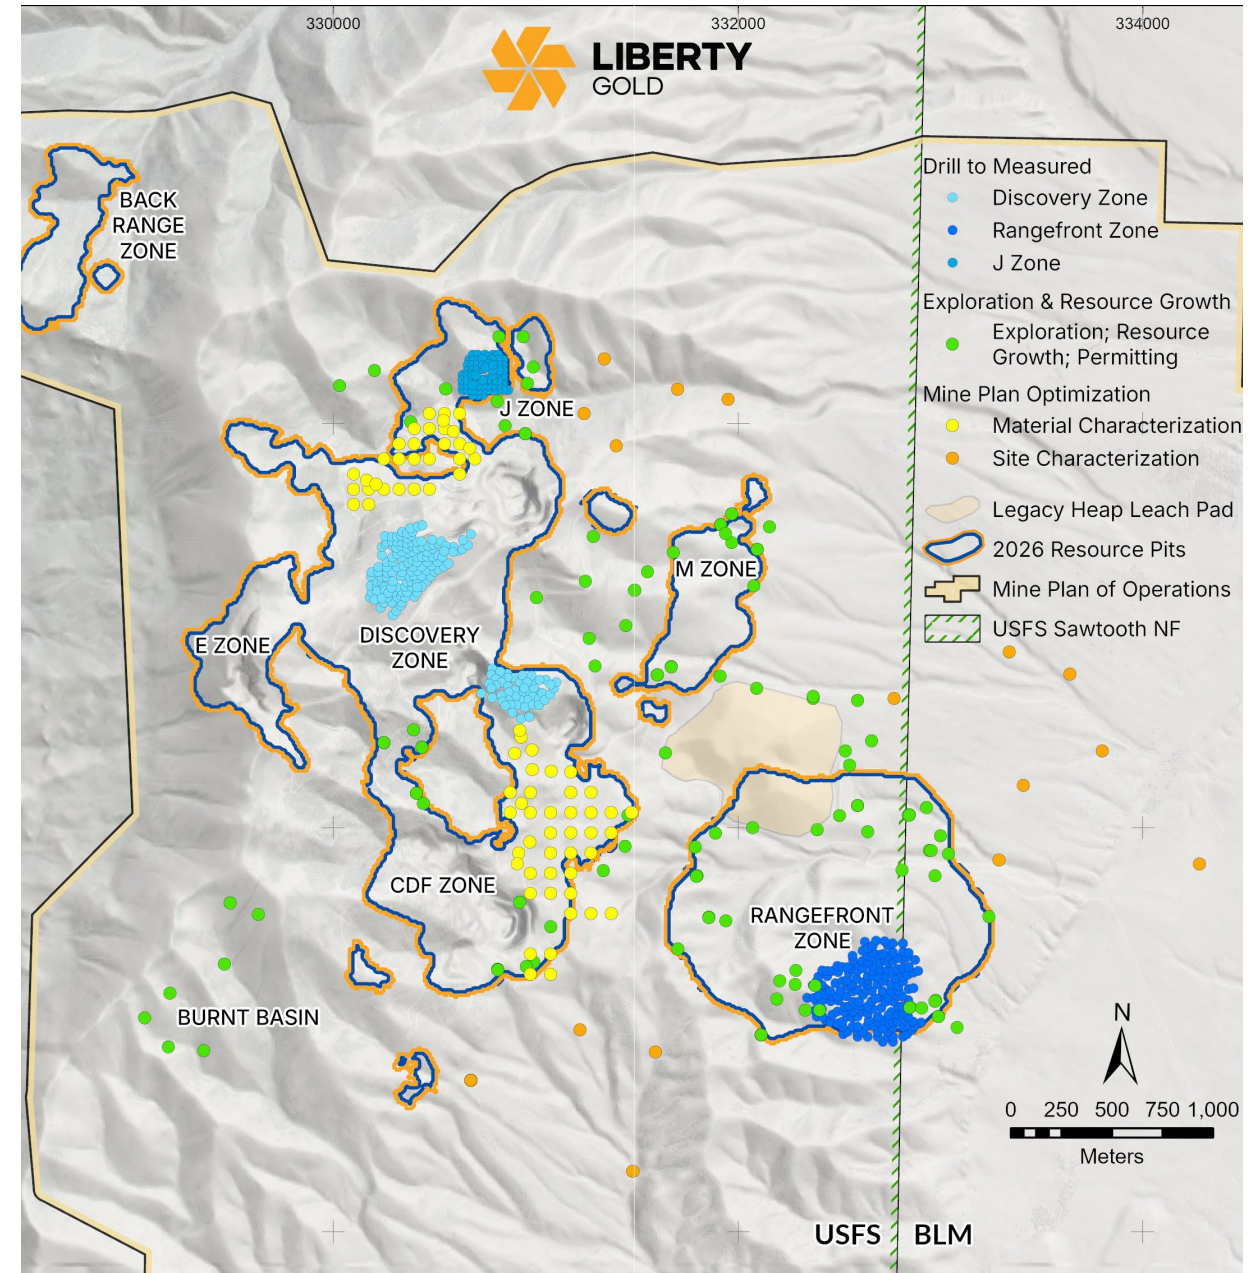 330000
332000
334000
LIBERTY
GOLD
Drill to Measured
Discovery Zone
Rangefront Zone
J Zone
Exploration & Resource Growth
Exploration; Resource
Growth; Permitting
Mine Plan Optimization
Material Characterization
Site Characterization
Legacy Heap Leach Pad
2026 Resource Pits
Mine Plan of Operations
USFS Sawtooth NF
BACK
RANGE
ZONE
J ZONE
M ZONE
E ZONE
DISCOVERY
ZONE
CDF ZONE
RANGEFRONT
ZONE
BURNT BASIN
N
0 250 500 750 1,000
Meters
USFS
BLM